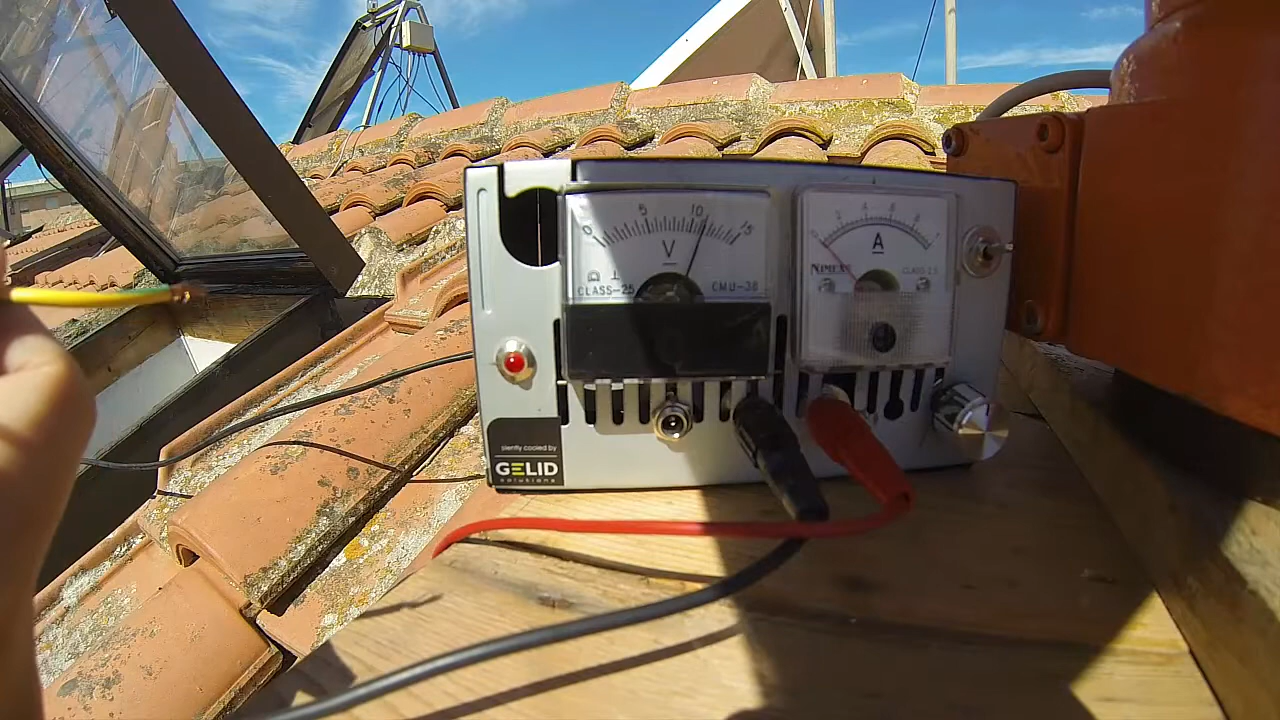 0 5 10 15
V
CLASS-25 CMU-38
A
CLASS 2.5
silently cooled by
GELID
solutions